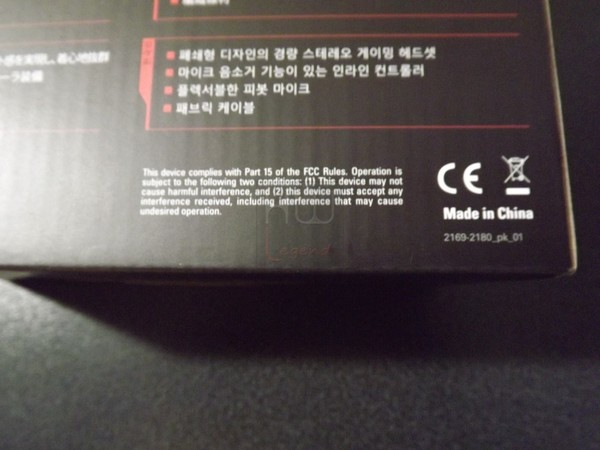 폐쇄형 디자인의 경량 스테레오 게이밍 헤드셋
마이크 음소거 기능이 있는 인라인 컨트롤러
플렉서블한 피봇 마이크
패브릭 케이블
This device complies with Part 15 of the FCC Rules. Operation is
subject to the following two conditions: (1) This device may not
cause harmful interference, and (2) this device must accept any
interference received, including interference that may cause
undesired operation.
CE
Made in China
2169-2180_pk_01